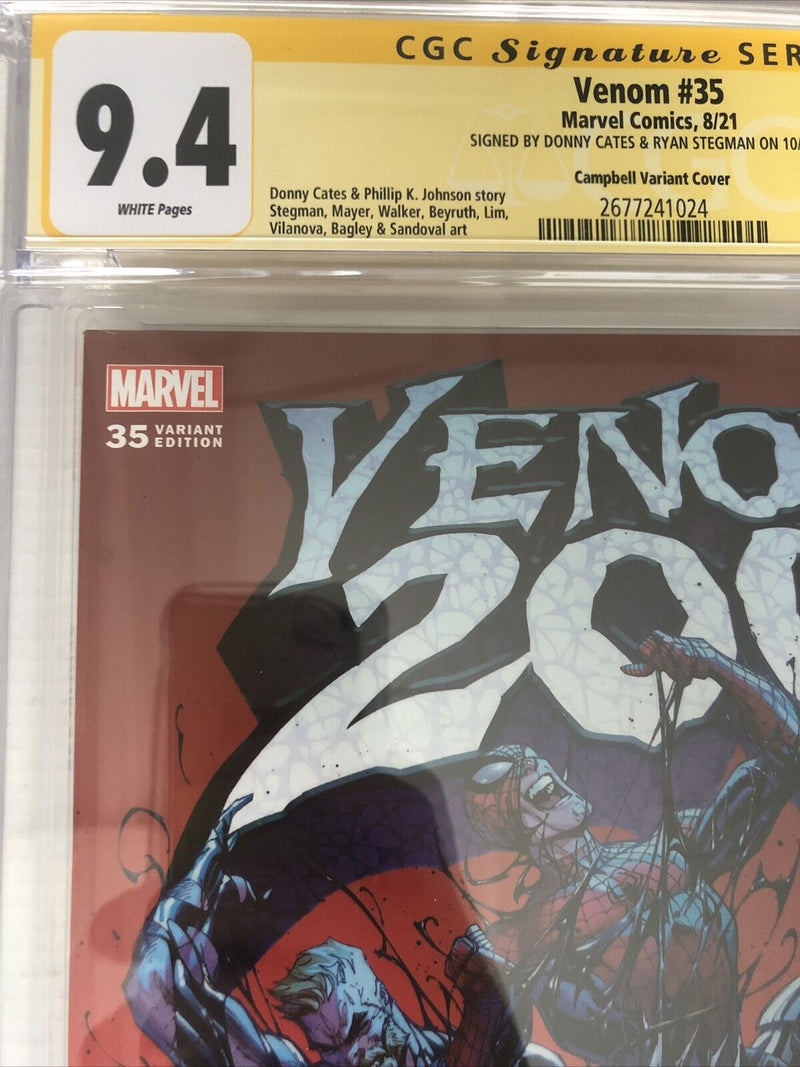 CGC Signature SER
9.4
WHITE Pages
Venom #35
Marvel Comics, 8/21
SIGNED BY DONNY CATES & RYAN STEGMAN ON 10/
Campbell Variant Cover
2677241024
Donny Cates & Phillip K. Johnson story
Stegman, Mayer, Walker, Beyruth, Lim,
Vilanova, Bagley & Sandoval art
MARVEL
35 VARIANT
EDITION
VENO
200